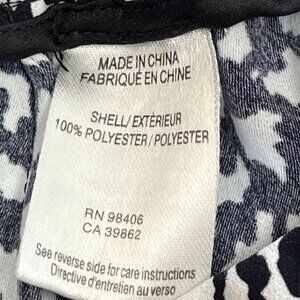 MADE IN CHINA
FABRIQUÉ EN CHINE
SHELL/EXTÉRIEUR
100% POLYESTER/POLYESTER
RN 98406
CA 39862
See reverse side for care instructions
Directive d'entretien au verso